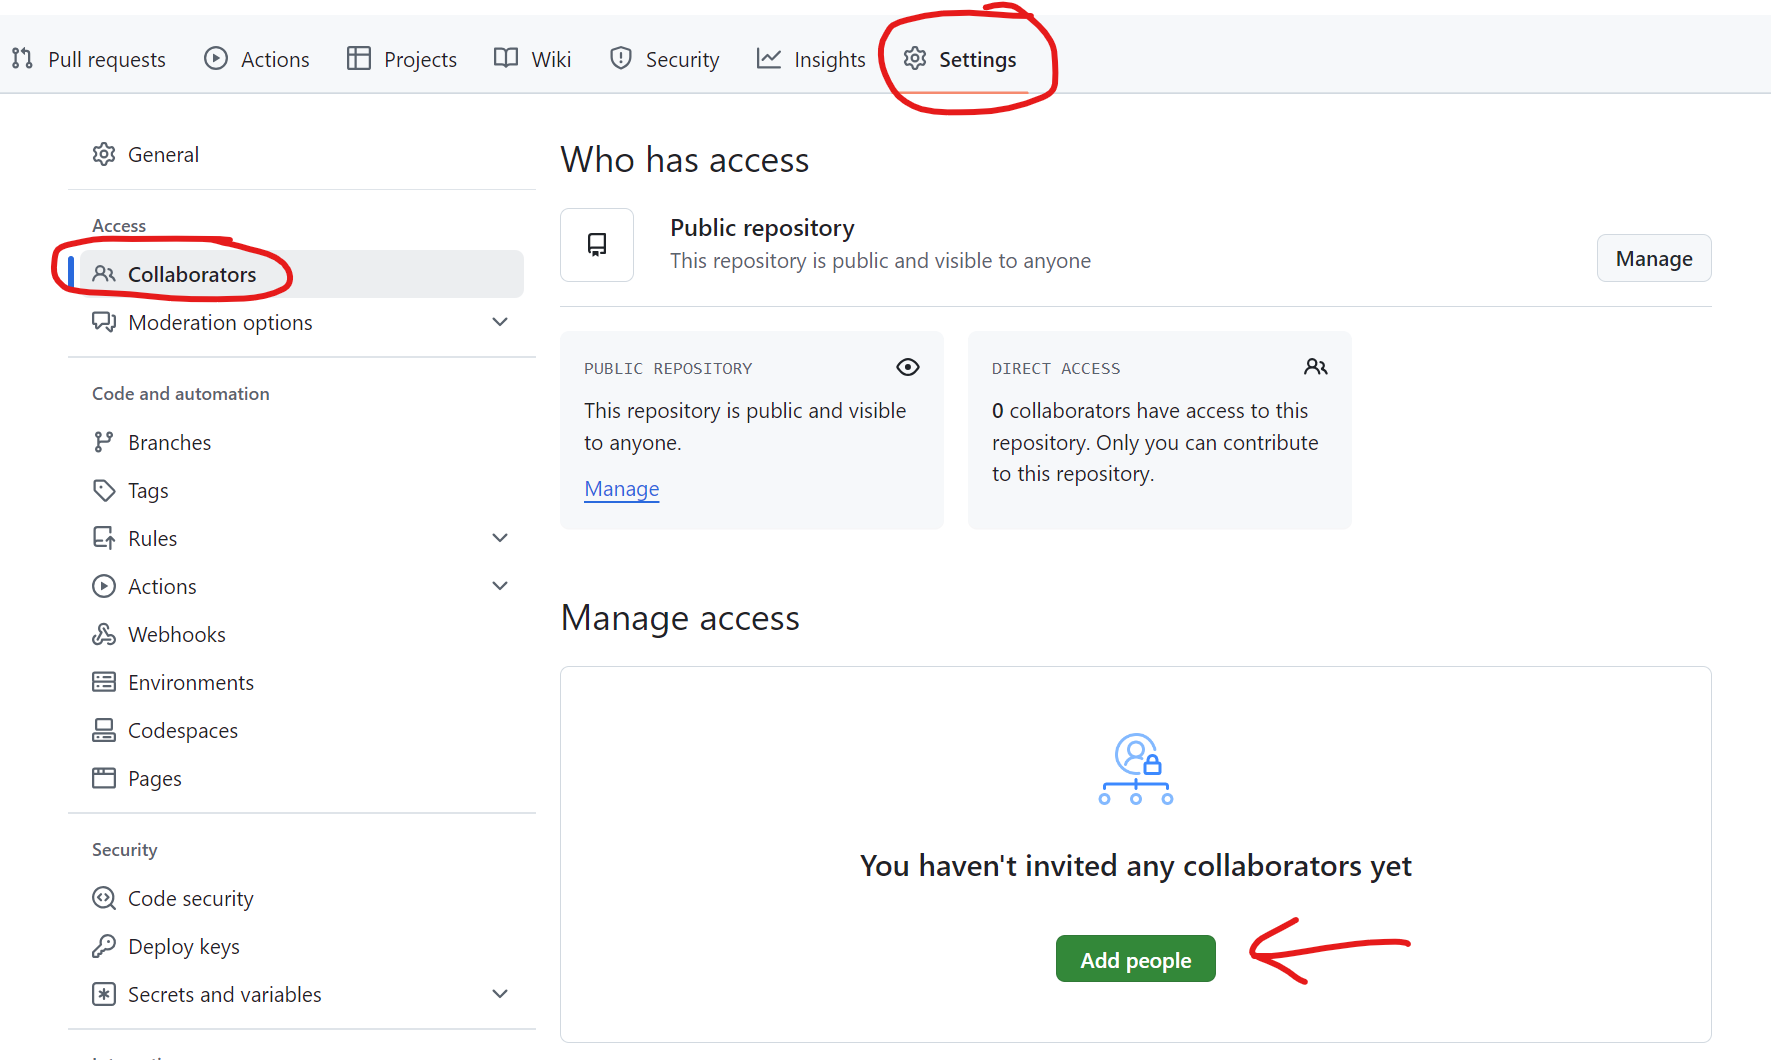 Pull requests
Actions
Projects
Wiki
Security
Insights
Settings
General
Access
Collaborators
Moderation options
Code and automation
Branches
Tags
Rules
Actions
Webhooks
Environments
Codespaces
Pages
Security
Code security
Deploy keys
Secrets and variables
Who has access
Public repository
This repository is public and visible to anyone
Manage
PUBLIC REPOSITORY
This repository is public and visible
to anyone.
Manage
DIRECT ACCESS
0 collaborators have access to this
repository. Only you can contribute
to this repository.
Manage access
You haven't invited any collaborators yet
Add people